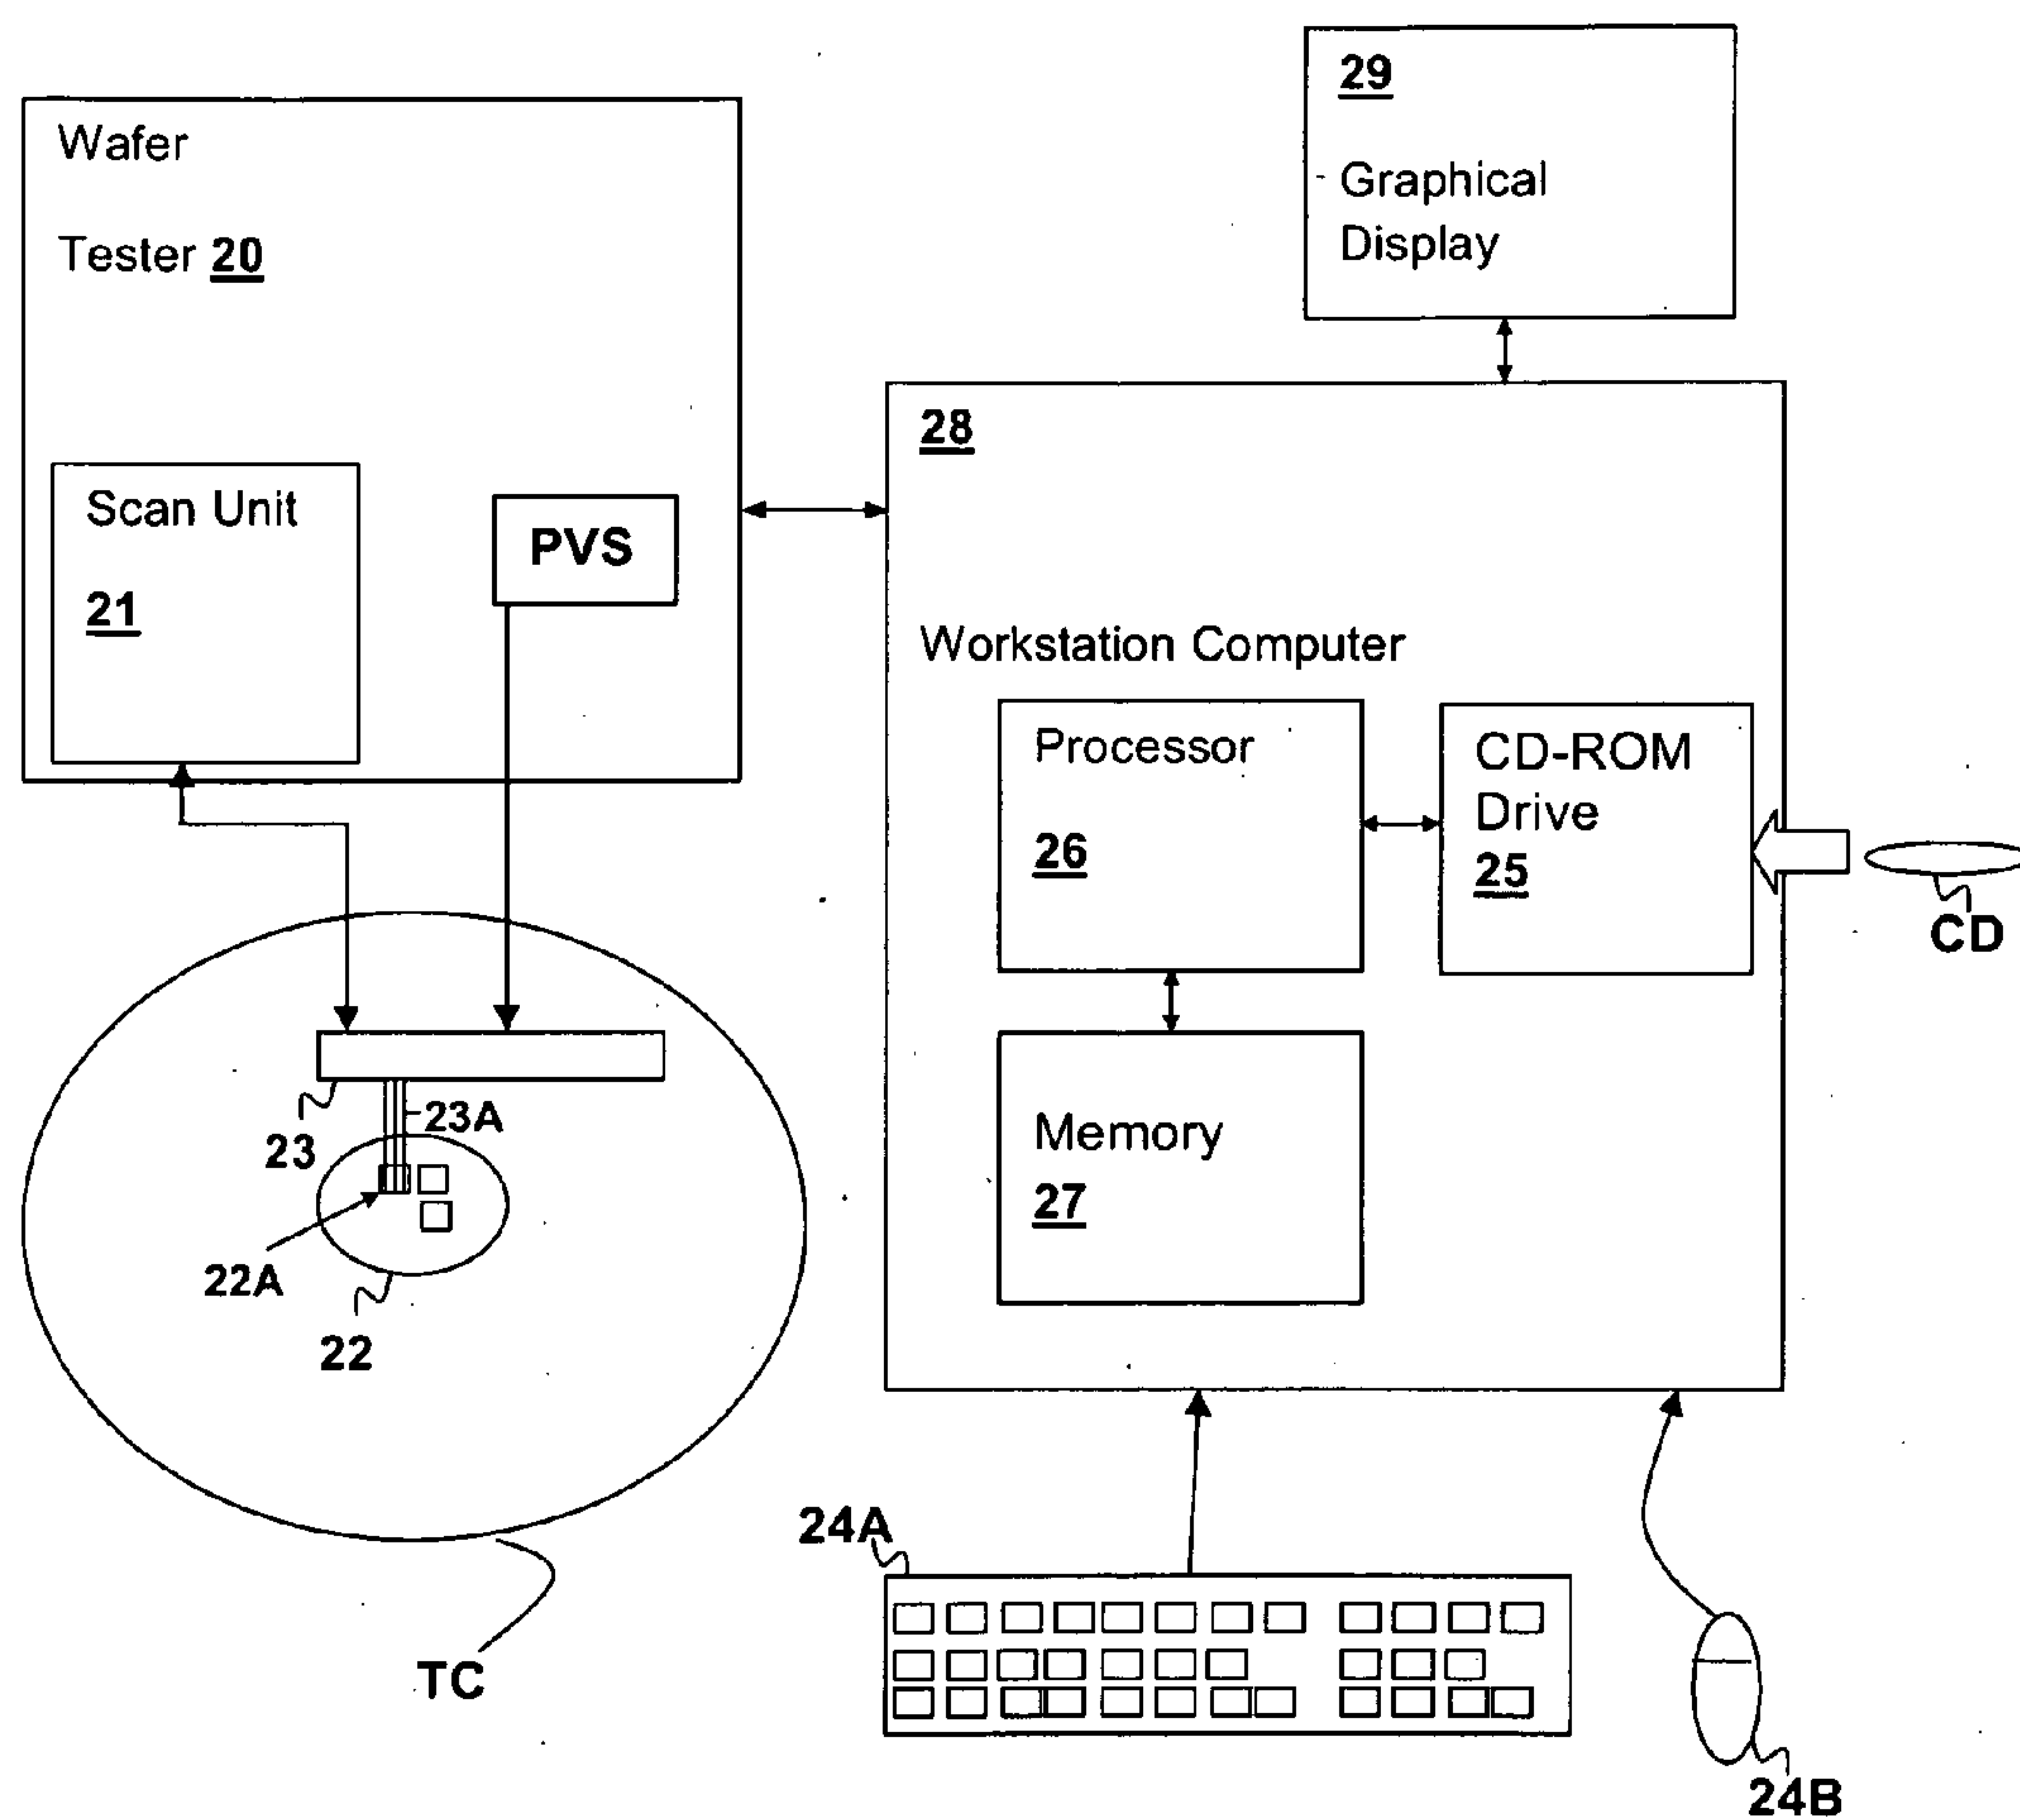 Wafer
Tester 20
Scan Unit
21
PVS
29
Graphical
Display
28
Workstation Computer
Processor
26
CD-ROM
Drive
25
CD
Memory
27
23
23A
22A
22
TC
24A
24B